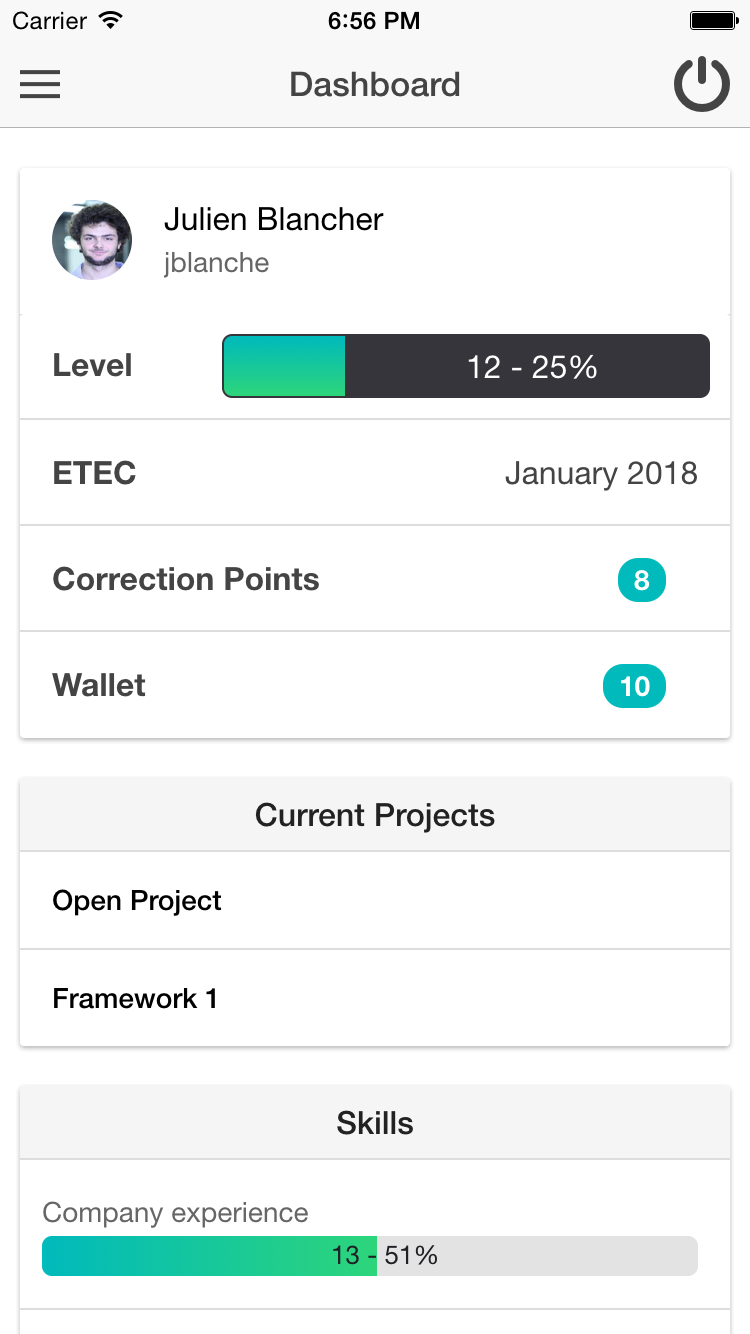 Carrier 6:56 PM
Dashboard
Julien Blancher
jblanche
Level 12 - 25%
ETEC January 2018
Correction Points 8
Wallet 10
Current Projects
Open Project
Framework 1
Skills
Company experience
13 - 51%